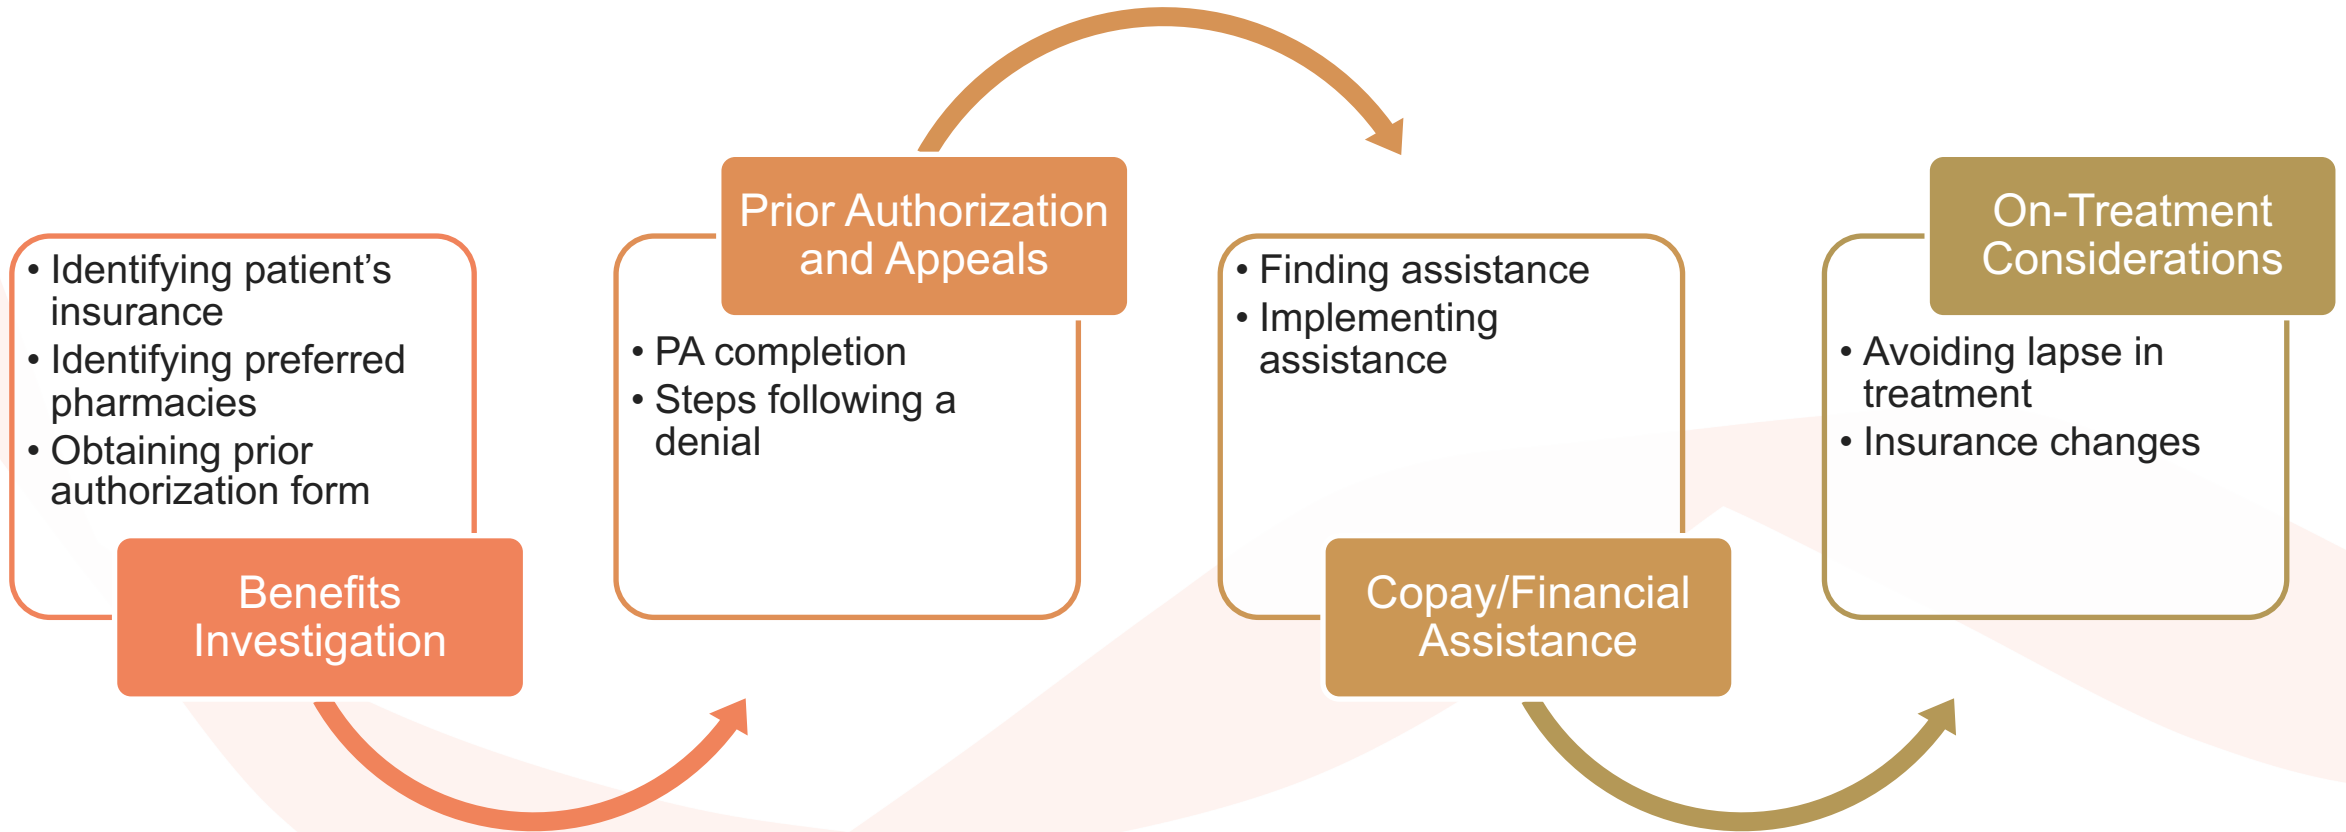 • Identifying patient’s
insurance
• Identifying preferred
pharmacies
• Obtaining prior
authorization form
Benefits
Investigation
Prior Authorization
and Appeals
• PA completion
• Steps following a
denial
• Finding assistance
• Implementing
assistance
Copay/Financial
Assistance
On-Treatment
Considerations
• Avoiding lapse in
treatment
• Insurance changes